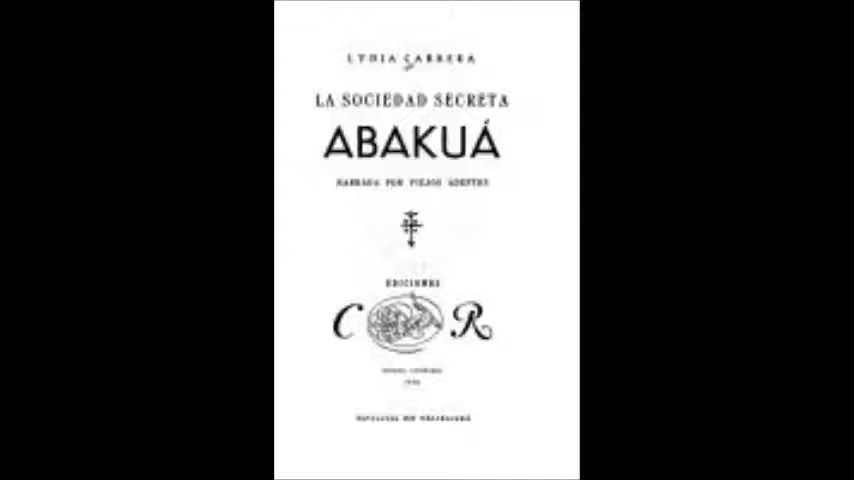 LYDIA CABRERA
LA SOCIEDAD SECRETA
ABAKUÁ
NARRADA POR VIEJOS ADEPTOS
EDICIONES
C R